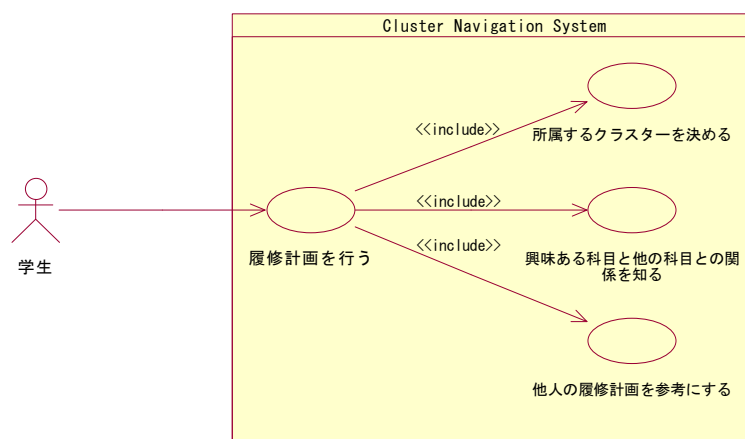 Cluster Navigation System
<<include>>
所属するクラスターを決める
<<include>>
<<include>>
学生
履修計画を行う
興味ある科目と他の科目との関
係を知る
他人の履修計画を参考にする